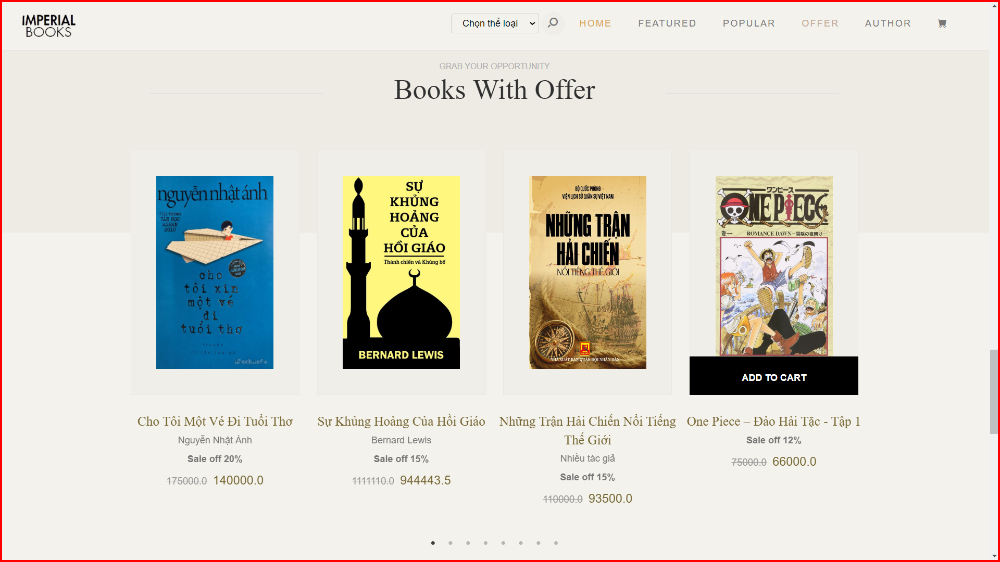 IMPERIAL
BOOKS
Chọn thể loại
HOME
FEATURED
POPULAR
OFFER
AUTHOR
GRAB YOUR OPPORTUNITY
Books With Offer
nguyễn nhật ánh
GIẢI THƯỞNG
VĂN HỌC
ASEAN
2010
cho
tôi xin
một vé
đi
tuổi thơ
truyện
SỰ
KHỦNG
HOẢNG
CỦA
HỒI GIÁO
Thánh chiến và Khủng bố
BERNARD LEWIS
BỘ QUỐC PHÒNG
VIỆN LỊCH SỬ QUÂN SỰ VIỆT NAM
NHỮNG TRẬN
HẢI CHIẾN
NỔI TIẾNG THẾ GIỚI
NHÀ XUẤT BẢN QUÂN ĐỘI NHÂN DÂN
ワンピース
ONE PIECE
巻一 ROMANCE DAWN—冒険の夜明け—
ADD TO CART
Cho Tôi Một Vé Đi Tuổi Thơ
Nguyễn Nhật Ánh
Sale off 20%
175000.0 140000.0
Sự Khủng Hoảng Của Hồi Giáo
Bernard Lewis
Sale off 15%
1111110.0 944443.5
Những Trận Hải Chiến Nổi Tiếng
Thế Giới
Nhiều tác giả
Sale off 15%
110000.0 93500.0
One Piece – Đảo Hải Tặc - Tập 1
Sale off 12%
75000.0 66000.0